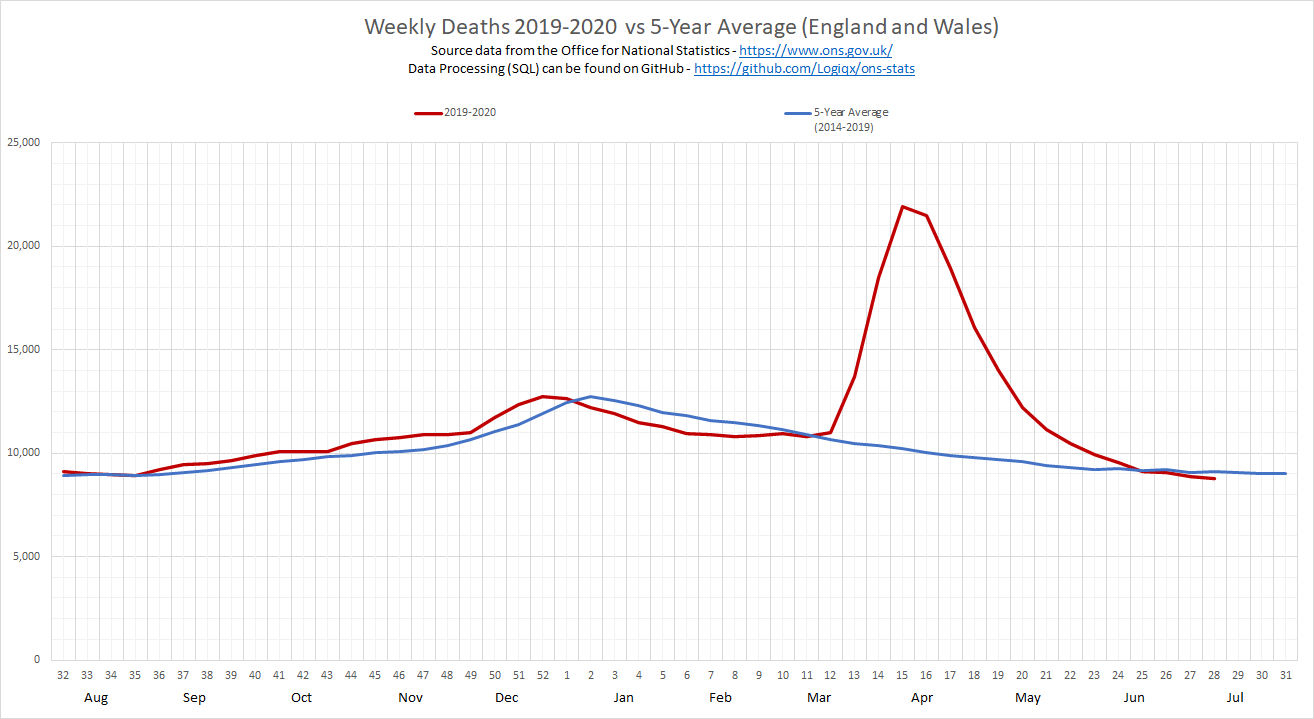 Weekly Deaths 2019-2020 vs 5-Year Average (England and Wales)
Source data from the Office for National Statistics - https://www.ons.gov.uk/
Data Processing (SQL) can be found on GitHub - https://github.com/Logiqx/ons-stats
2019-2020
5-Year Average
(2014-2019)
25,000
20,000
15,000
10,000
5,000
0
32 33 34 35 36 37 38 39 40 41 42 43 44 45 46 47 48 49 50 51 52 1 2 3 4 5 6 7 8 9 10 11 12 13 14 15 16 17 18 19 20 21 22 23 24 25 26 27 28 29 30 31
Aug Sep Oct Nov Dec Jan Feb Mar Apr May Jun Jul